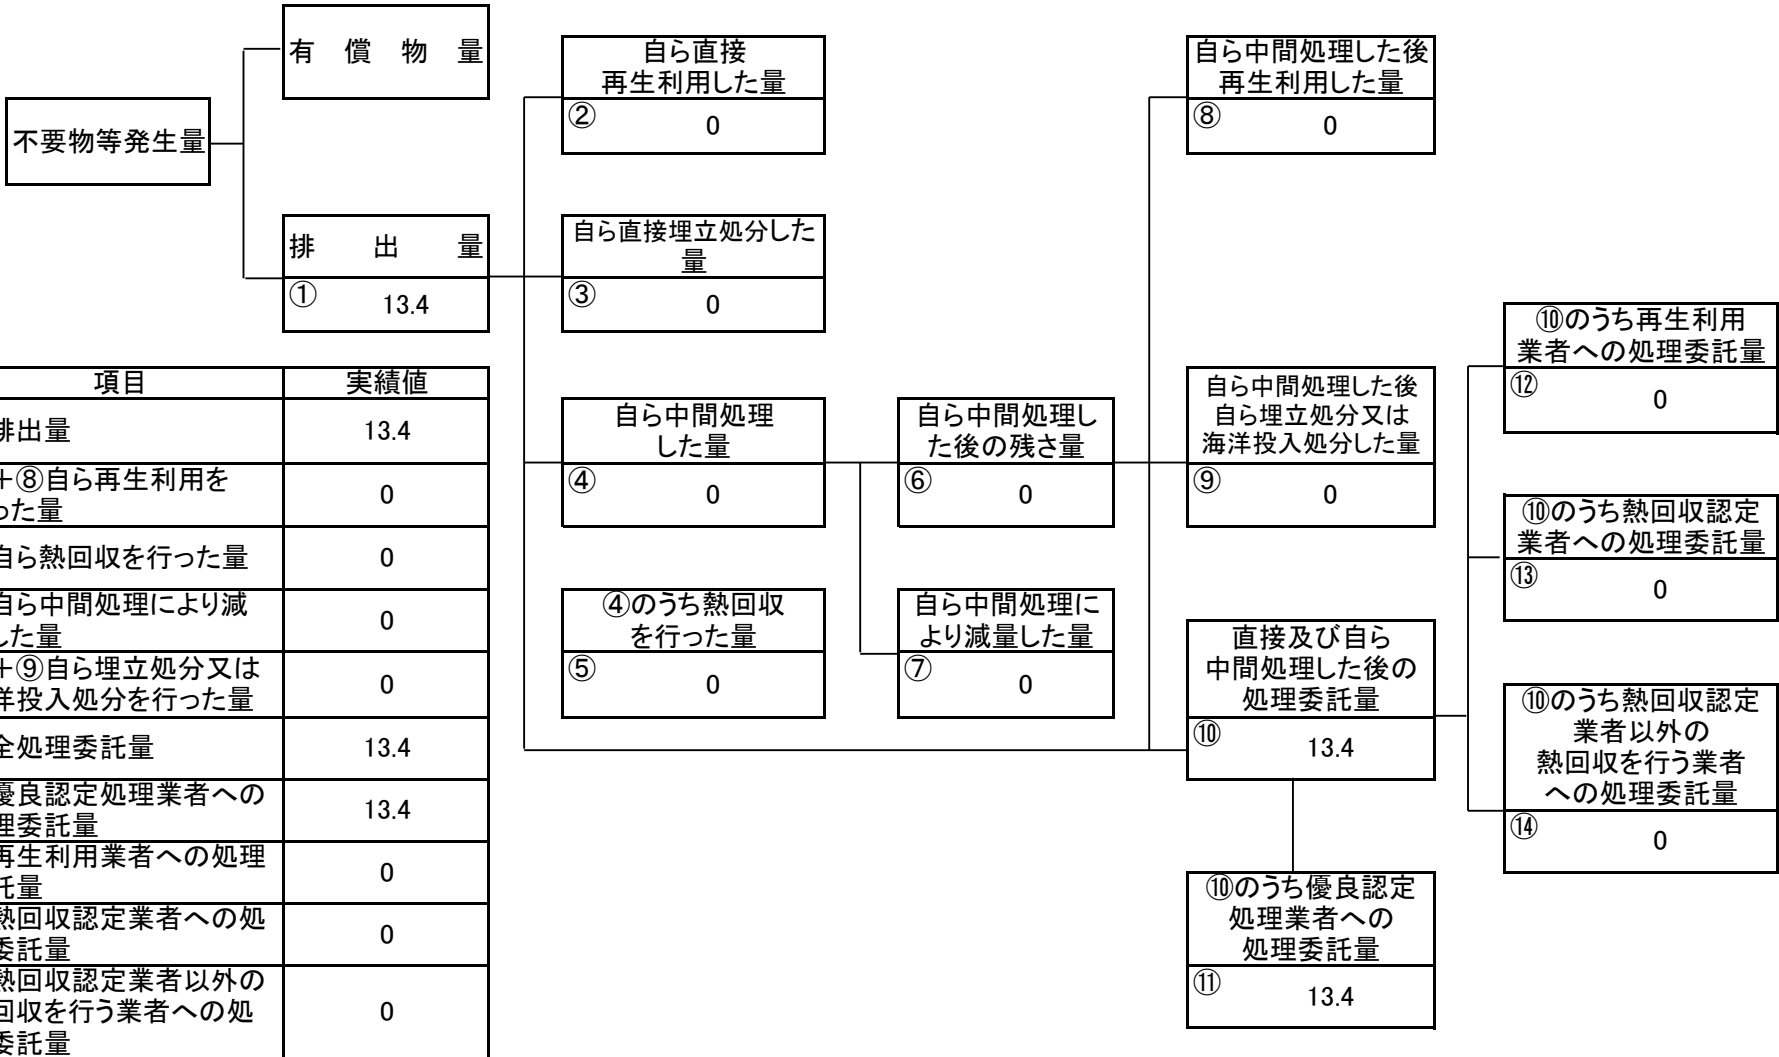 有償物量
不要物等発生量
排出量
①
13.4
自ら直接
再生利用した量
②
0
自ら直接埋立処分した
量
③
0
自ら中間処理
した量
④
0
④のうち熱回収
を行った量
⑤
0
自ら中間処理し
た後の残さ量
⑥
0
自ら中間処理に
より減量した量
⑦
0
自ら中間処理した後
再生利用した量
⑧
0
自ら中間処理した後
自ら埋立処分又は
海洋投入処分した量
⑨
0
直接及び自ら
中間処理した後の
処理委託量
⑩
13.4
⑩のうち優良認定
処理業者への
処理委託量
⑪
13.4
⑩のうち再生利用
業者への処理委託量
⑫
0
⑩のうち熱回収認定
業者への処理委託量
⑬
0
⑩のうち熱回収認定
業者以外の
熱回収を行う業者
への処理委託量
⑭
0
項目 実績値
排出量 13.4
+⑧自ら再生利用を
った量
0
自ら熱回収を行った量 0
自ら中間処理により減
した量
0
+⑨自ら埋立処分又は
洋投入処分を行った量
0
全処理委託量 13.4
優良認定処理業者への
理委託量
13.4
再生利用業者への処理
託量
0
熱回収認定業者への処
委託量
0
熱回収認定業者以外の
回収を行う業者への処
委託量
0